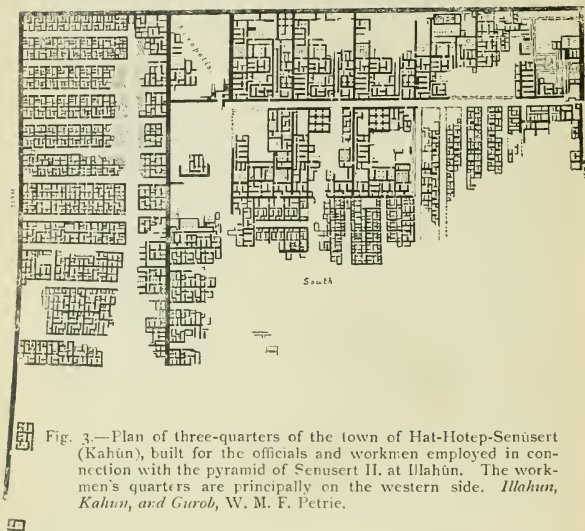 Acropolis
South
Fig. 3.—Plan of three-quarters of the town of Hat-Hotep-Senusert
(Kahûn), built for the officials and workmen employed in con-
nection with the pyramid of Senusert II. at Illahûn. The work-
men's quarters are principally on the western side. Illahun,
Kahun, and Gurob, W. M. F. Petrie.